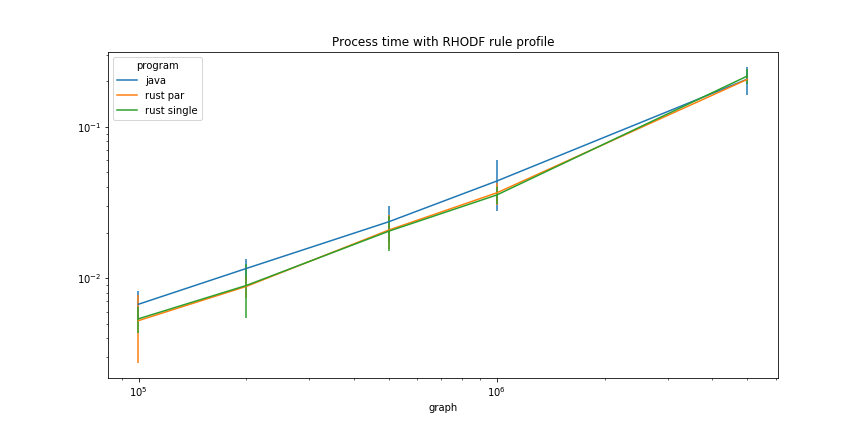 Process time with RHODF rule profile
program
java
rust par
rust single
10⁻¹
10⁻²
10⁵
10⁶
graph